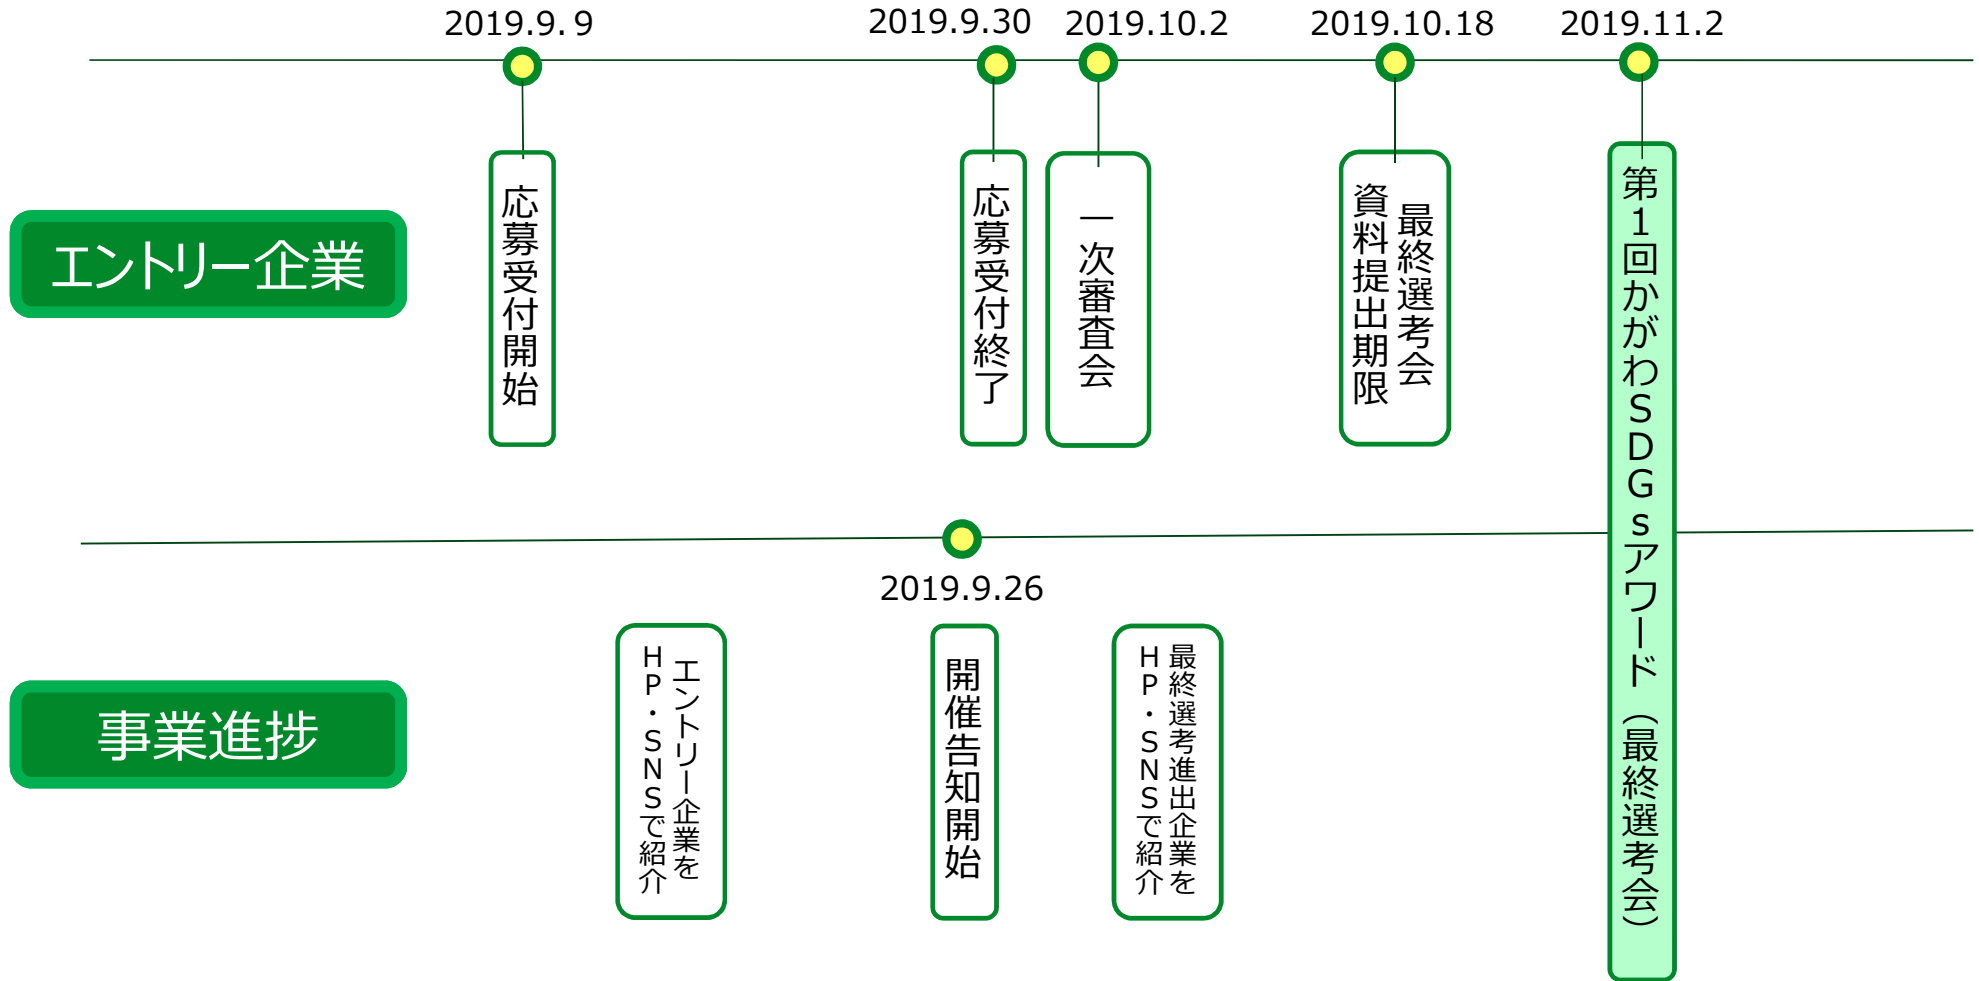 2019.9.9
2019.9.30
2019.10.2
2019.10.18
2019.11.2
エントリー企業
応募受付開始
応募受付終了
一次審査会
最終選考会
資料提出期限
第1回かがわSDGsアワード（最終選考会）
2019.9.26
事業進捗
エントリー企業を
HP・SNSで紹介
開催告知開始
最終選考進出企業を
HP・SNSで紹介